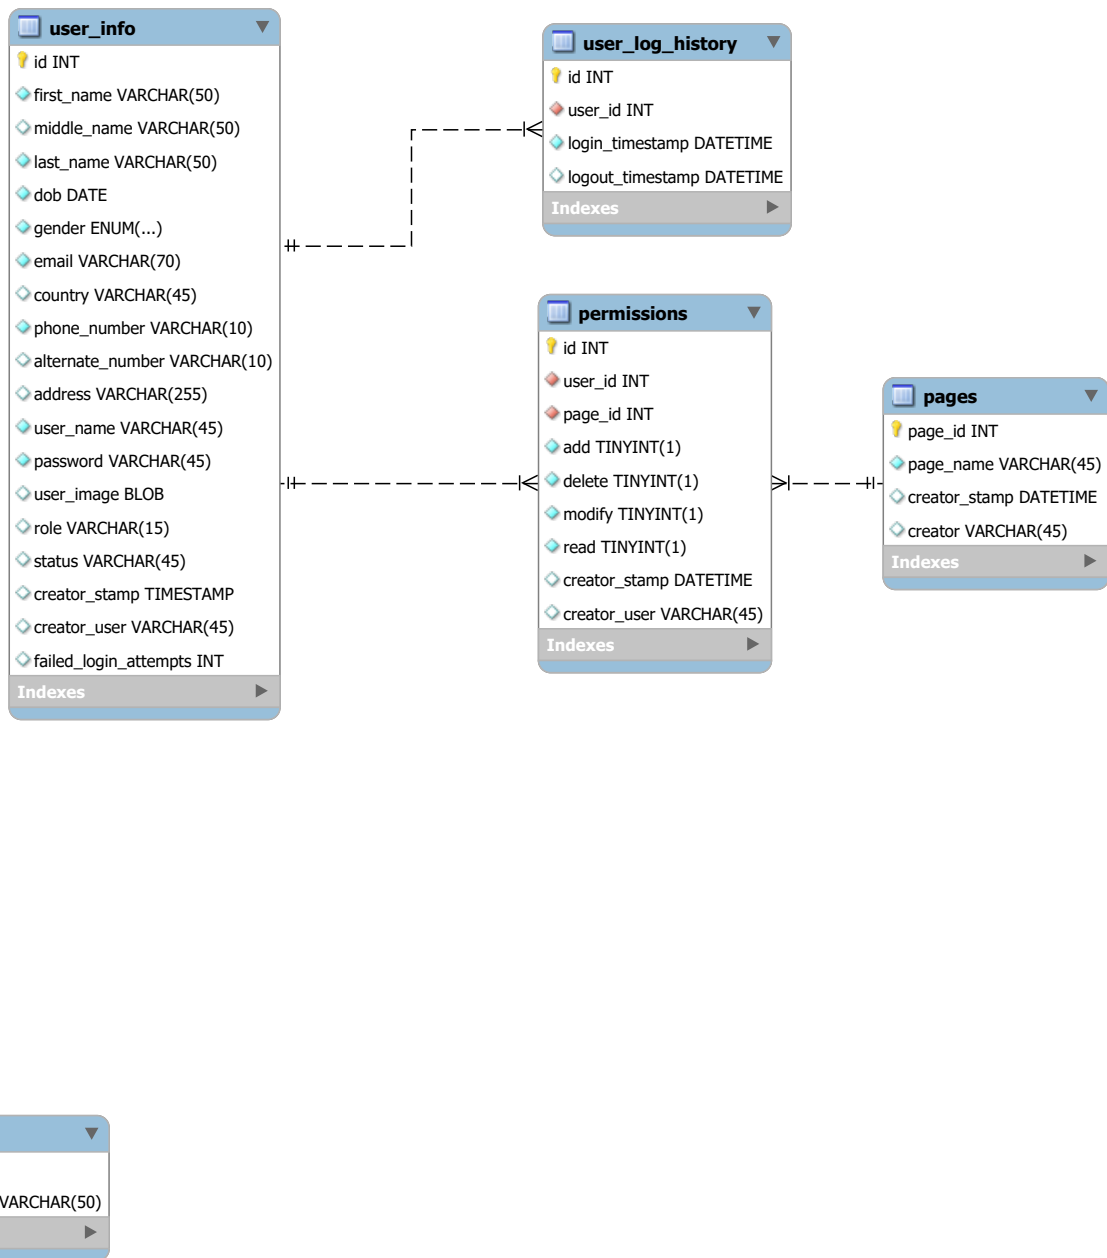 user_info
id INT
first_name VARCHAR(50)
middle_name VARCHAR(50)
last_name VARCHAR(50)
dob DATE
gender ENUM(...)
email VARCHAR(70)
country VARCHAR(45)
phone_number VARCHAR(10)
alternate_number VARCHAR(10)
address VARCHAR(255)
user_name VARCHAR(45)
password VARCHAR(45)
user_image BLOB
role VARCHAR(15)
status VARCHAR(45)
creator_stamp TIMESTAMP
creator_user VARCHAR(45)
failed_login_attempts INT
Indexes
user_log_history
id INT
user_id INT
login_timestamp DATETIME
logout_timestamp DATETIME
Indexes
permissions
id INT
user_id INT
page_id INT
add TINYINT(1)
delete TINYINT(1)
modify TINYINT(1)
read TINYINT(1)
creator_stamp DATETIME
creator_user VARCHAR(45)
Indexes
pages
page_id INT
page_name VARCHAR(45)
creator_stamp DATETIME
creator VARCHAR(45)
Indexes
VARCHAR(50)